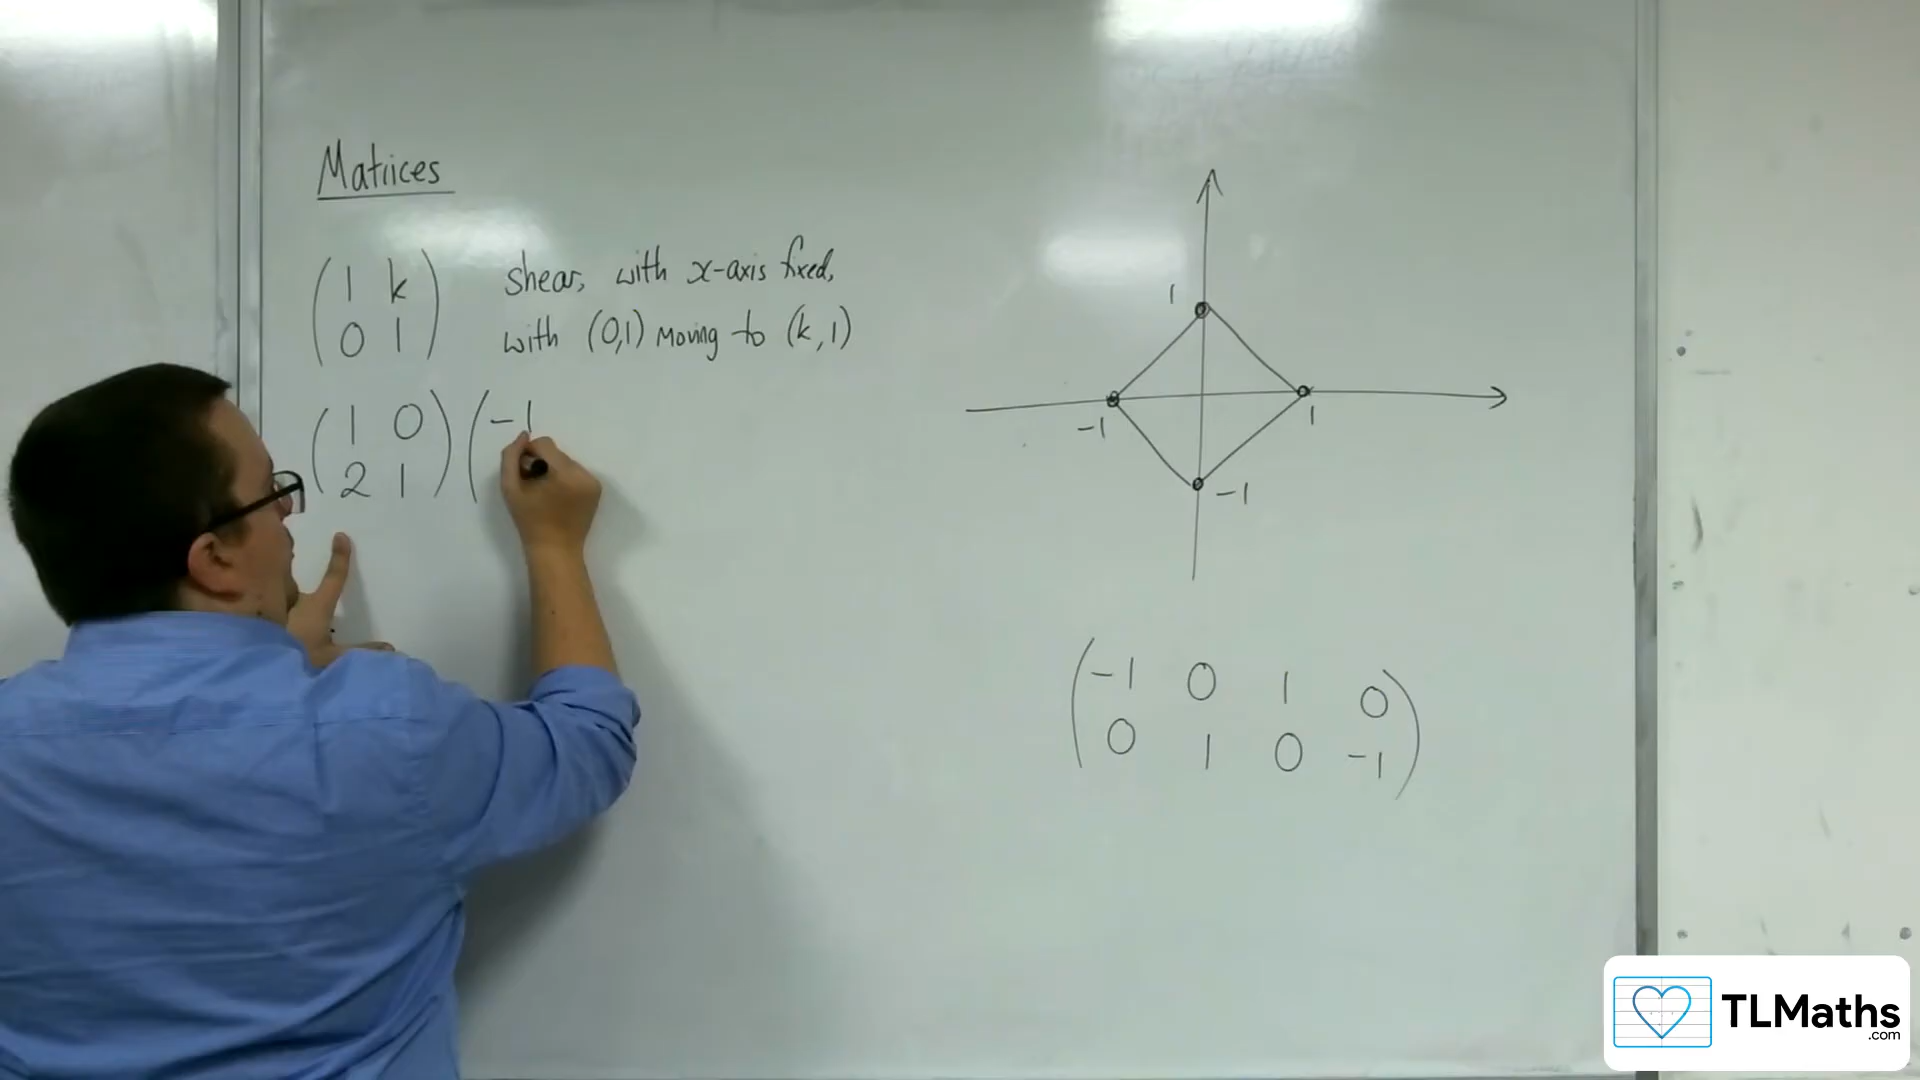 Matrices
( 1 k
0 1 )
shear, with x-axis fixed,
with (0,1) moving to (k,1)
( 1 0
2 1 ) ( -1
1
-1
1
-1
( -1 0 1 0
0 1 0 -1 )
TLMaths
.com